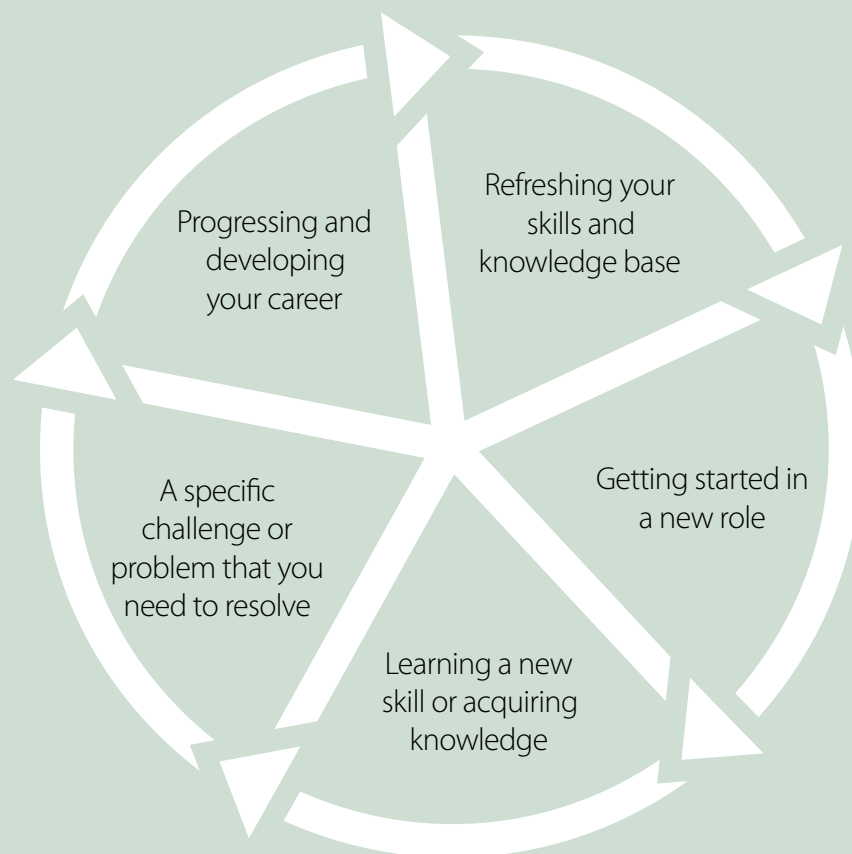 Refreshing your
skills and
knowledge base
Getting started in
a new role
Learning a new
skill or acquiring
knowledge
A specific
challenge or
problem that you
need to resolve
Progressing and
developing
your career